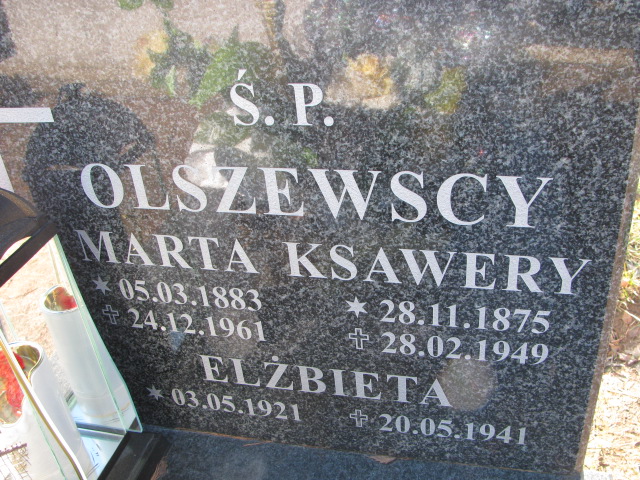 Ś. P.
OLSZEWSCY
MARTA KSAWERY
* 05.03.1883 * 28.11.1875
✝ 24.12.1961 ✝ 28.02.1949
ELŻBIETA
* 03.05.1921 ✝ 20.05.1941